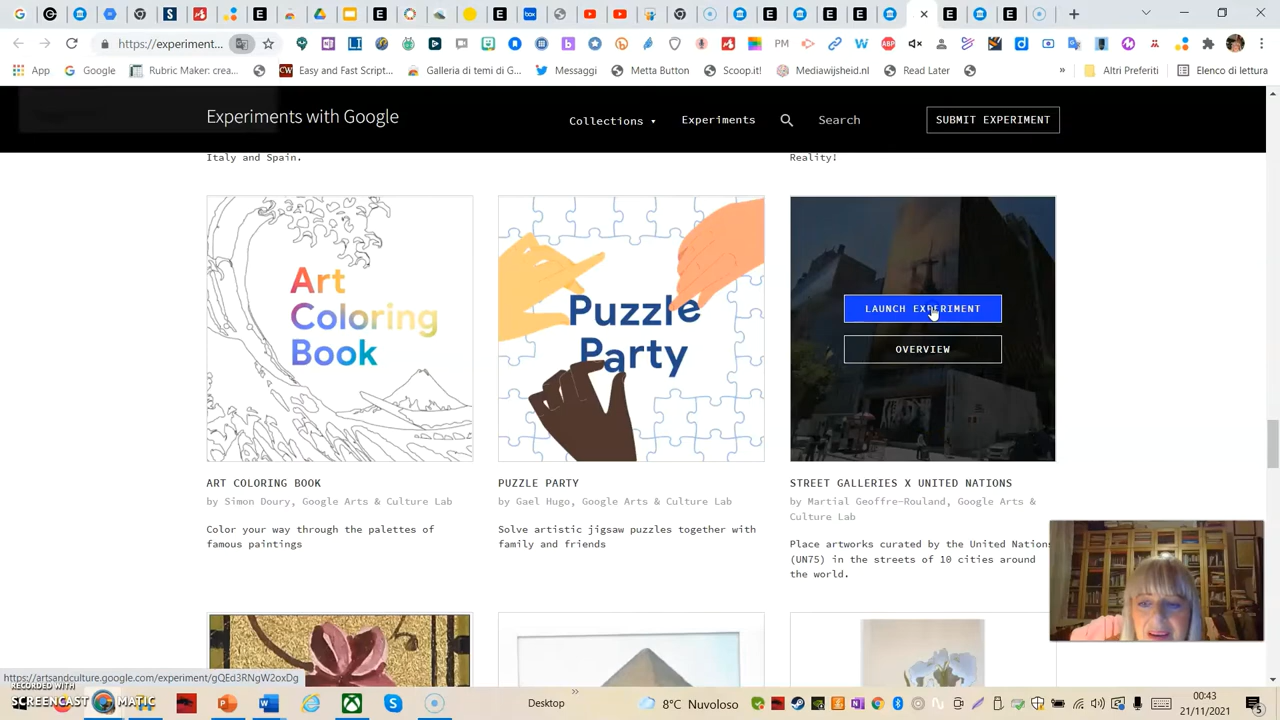 https://experiment...
PM
ABP
App
Google
Rubric Maker: crea...
Easy and Fast Script...
Galleria di temi di G...
Messaggi
Metta Button
Scoop.it!
Mediawijsheid.nl
Read Later
»
Altri Preferiti
Elenco di lettura
Experiments with Google
Collections
Experiments
Search
SUBMIT EXPERIMENT
Italy and Spain.
Reality!
Art
Coloring
Book
Puzzle
Party
LAUNCH EXPERIMENT
OVERVIEW
ART COLORING BOOK
by Simon Doury, Google Arts & Culture Lab
Color your way through the palettes of
famous paintings
PUZZLE PARTY
by Gael Hugo, Google Arts & Culture Lab
Solve artistic jigsaw puzzles together with
family and friends
STREET GALLERIES X UNITED NATIONS
by Martial Geoffre-Rouland, Google Arts &
Culture Lab
Place artworks curated by the United Nations
(UN75) in the streets of 10 cities around
the world.
https://artsandculture.google.com/experiment/gQEd3RNgW2oxDg
RECORDED WITH
SCREENCAST MATIC
Desktop
»
8°C Nuvoloso
00:43
21/11/2021
5